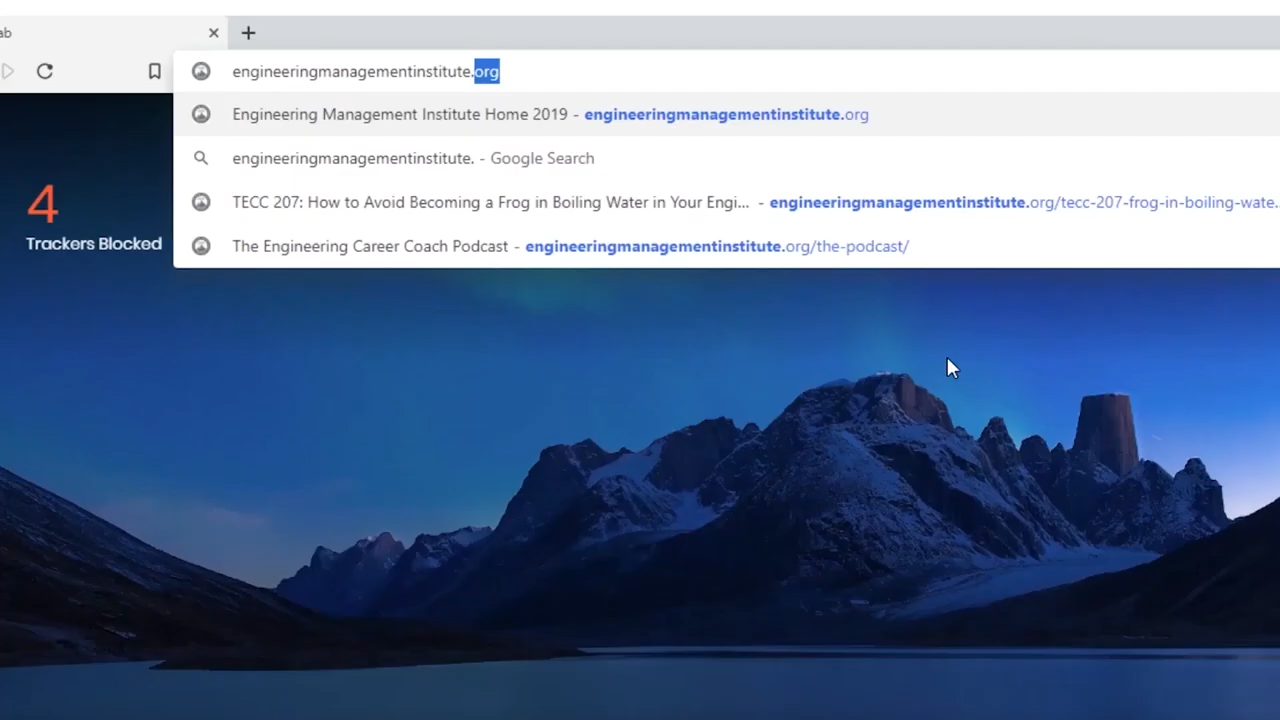 ab
engineeringmanagementinstitute.org
Engineering Management Institute Home 2019 - engineeringmanagementinstitute.org
engineeringmanagementinstitute. - Google Search
TECC 207: How to Avoid Becoming a Frog in Boiling Water in Your Engi... - engineeringmanagementinstitute.org/tecc-207-frog-in-boiling-wate..
The Engineering Career Coach Podcast - engineeringmanagementinstitute.org/the-podcast/
4
Trackers Blocked